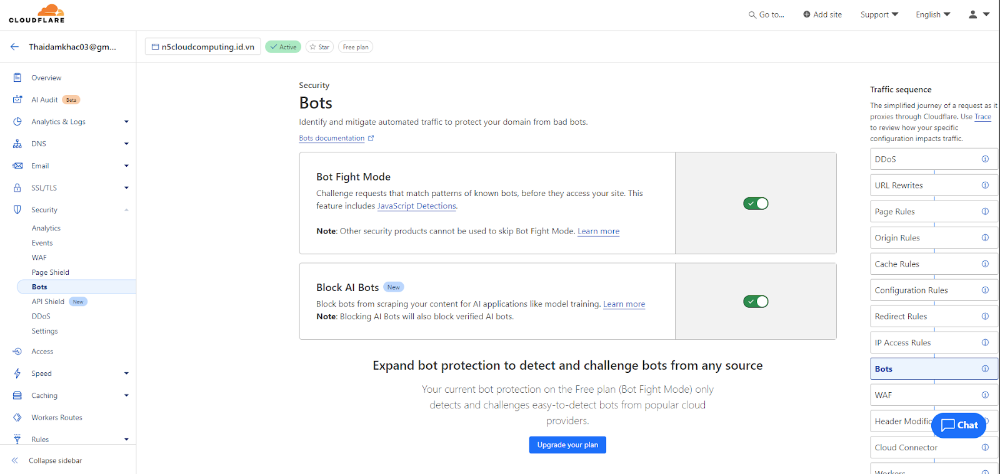 CLOUDFLARE
Go to...
Add site
Support
English
Thaidamkhac03@gm...
n5cloudcomputing.id.vn
Active
Star
Free plan
Overview
AI Audit Beta
Analytics & Logs
DNS
Email
SSL/TLS
Security
Analytics
Events
WAF
Page Shield
Bots
API Shield New
DDoS
Settings
Access
Speed
Caching
Workers Routes
Rules
Collapse sidebar
Security
Bots
Identify and mitigate automated traffic to protect your domain from bad bots.
Bots documentation
Bot Fight Mode
Challenge requests that match patterns of known bots, before they access your site. This
feature includes JavaScript Detections.
Note: Other security products cannot be used to skip Bot Fight Mode. Learn more
Block AI Bots New
Block bots from scraping your content for AI applications like model training. Learn more
Note: Blocking AI Bots will also block verified AI bots.
Expand bot protection to detect and challenge bots from any source
Your current bot protection on the Free plan (Bot Fight Mode) only
detects and challenges easy-to-detect bots from popular cloud
providers.
Upgrade your plan
Traffic sequence
The simplified journey of a request as it
proxies through Cloudflare. Use Trace
to review how your specific
configuration impacts traffic.
DDoS
URL Rewrites
Page Rules
Origin Rules
Cache Rules
Configuration Rules
Redirect Rules
IP Access Rules
Bots
WAF
Header Modific
Chat
Cloud Connector
Workers